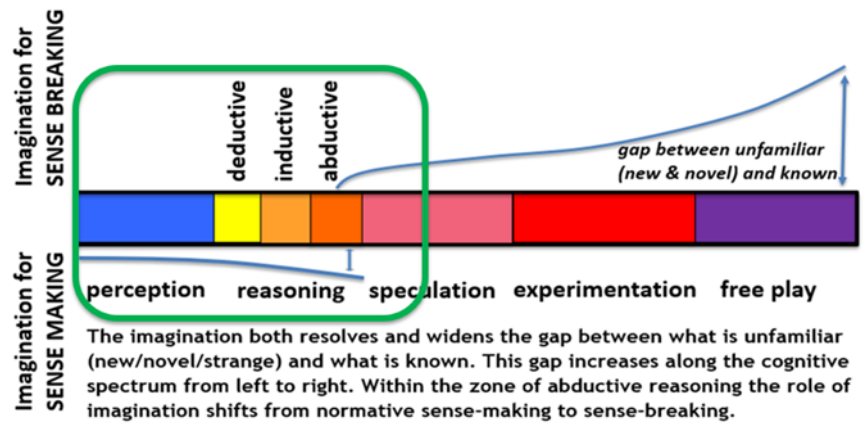 Imagination for
SENSE BREAKING
deductive
inductive
abductive
gap between unfamiliar
(new & novel) and known
Imagination for
SENSE MAKING
perception
reasoning
speculation
experimentation
free play
The imagination both resolves and widens the gap between what is unfamiliar
(new/novel/strange) and what is known. This gap increases along the cognitive
spectrum from left to right. Within the zone of abductive reasoning the role of
imagination shifts from normative sense-making to sense-breaking.